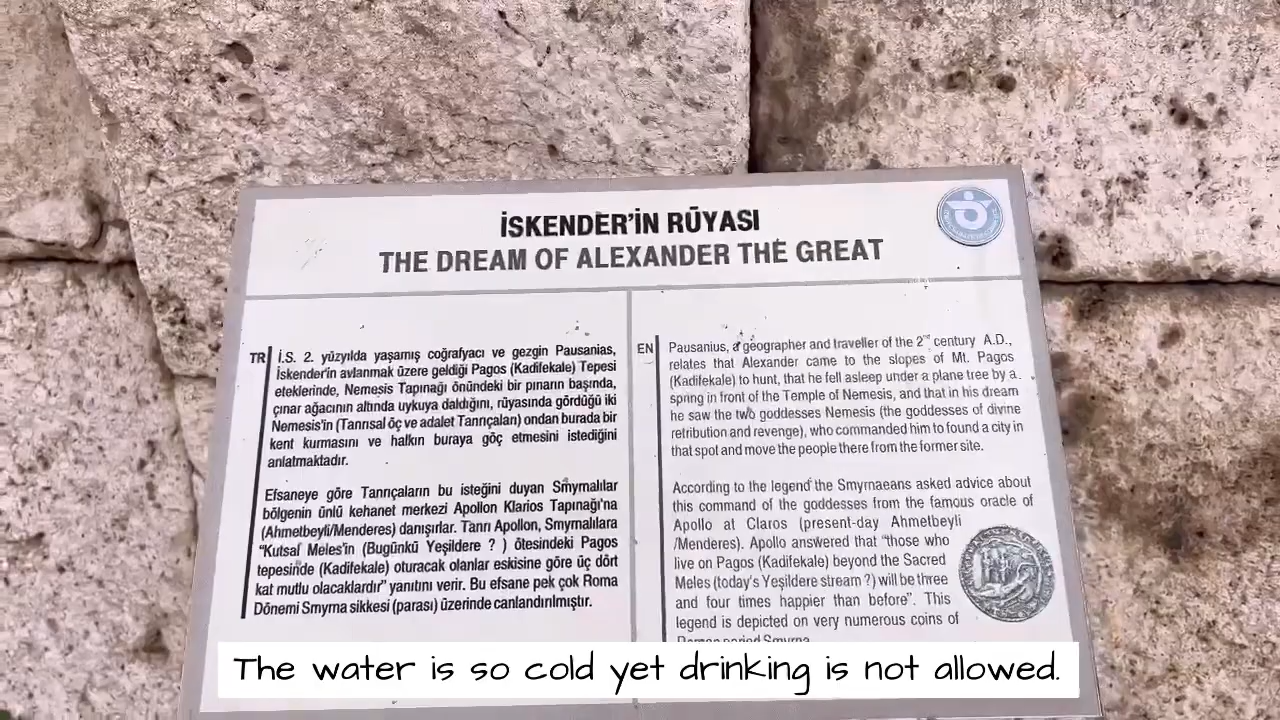 İSKENDER'İN RÜYASI
THE DREAM OF ALEXANDER THE GREAT
TR
İ.S. 2. yüzyılda yaşamış coğrafyacı ve gezgin Pausanias,
İskender'in avlanmak üzere geldiği Pagos (Kadifekale) Tepesi
eteklerinde, Nemesis Tapınağı önündeki bir pınarın başında,
çınar ağacının altında uykuya daldığını, rüyasında gördüğü iki
Nemesis'in (Tanrısal öç ve adalet Tanrıçaları) ondan burada bir
kent kurmasını ve halkın buraya göç etmesini istediğini
anlatmaktadır.
Efsaneye göre Tanrıçaların bu isteğini duyan Smyrnalılar
bölgenin ünlü kehanet merkezi Apollon Klarios Tapınağı'na
(Ahmetbeyli/Menderes) danışırlar. Tanrı Apollon, Smyrnalılara
“Kutsal Meles'in (Bugünkü Yeşildere ? ) ötesindeki Pagos
tepesinde (Kadifekale) oturacak olanlar eskisine göre üç dört
kat mutlu olacaklardır” yanıtını verir. Bu efsane pek çok Roma
Dönemi Smyrna sikkesi (parası) üzerinde canlandırılmıştır.
EN
Pausanius, a geographer and traveller of the 2nd century A.D.,
relates that Alexander came to the slopes of Mt. Pagos
(Kadifekale) to hunt, that he fell asleep under a plane tree by a
spring in front of the Temple of Nemesis, and that in his dream
he saw the two goddesses Nemesis (the goddesses of divine
retribution and revenge), who commanded him to found a city in
that spot and move the people there from the former site.
According to the legend the Smyrnaeans asked advice about
this command of the goddesses from the famous oracle of
Apollo at Claros (present-day Ahmetbeyli
/Menderes). Apollo answered that “those who
live on Pagos (Kadifekale) beyond the Sacred
Meles (today's Yeşildere stream ?) will be three
and four times happier than before”. This
legend is depicted on very numerous coins of
Roman period Smyrna
The water is so cold yet drinking is not allowed.